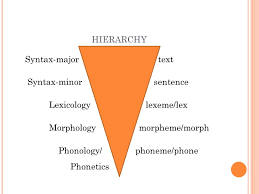 HIERARCHY
Syntax-major text
Syntax-minor sentence
Lexicology lexeme/lex
Morphology morpheme/morph
Phonology/ phoneme/phone
Phonetics